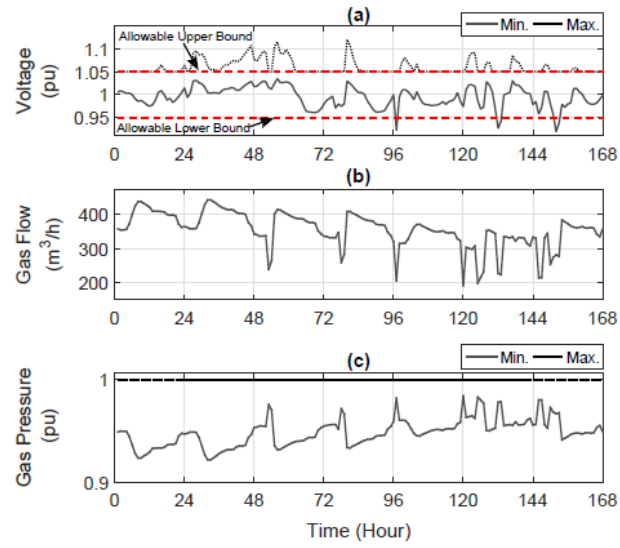 (a)
Min. Max.
Allowable Upper Bound
Allowable Lower Bound
Voltage
(pu)
1.1
1.05
1
0.95
0 24 48 72 96 120 144 168
(b)
Gas Flow
(m³/h)
400
300
200
0 24 48 72 96 120 144 168
(c)
Min. Max.
Gas Pressure
(pu)
1
0.9
0 24 48 72 96 120 144 168
Time (Hour)